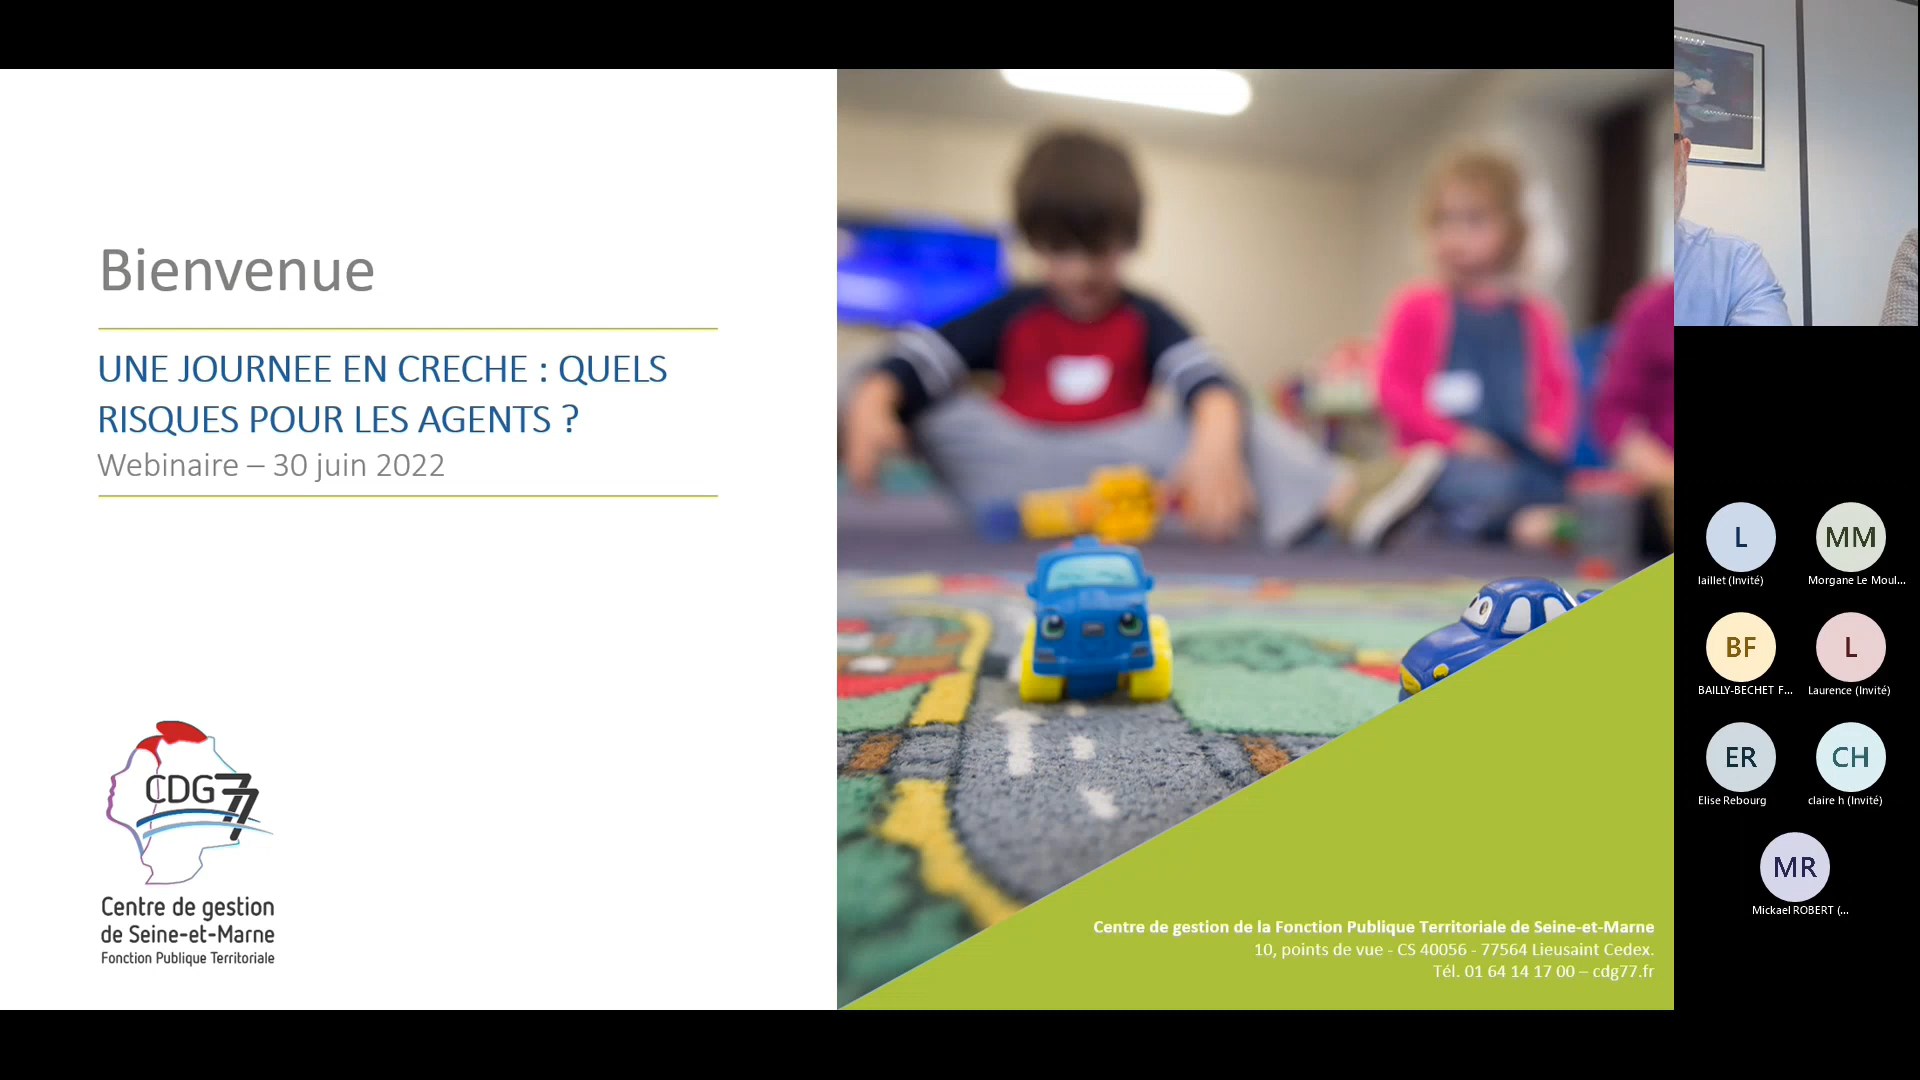 Bienvenue
UNE JOURNEE EN CRECHE : QUELS
RISQUES POUR LES AGENTS ?
Webinaire – 30 juin 2022
CDG77
Centre de gestion
de Seine-et-Marne
Fonction Publique Territoriale
Centre de gestion de la Fonction Publique Territoriale de Seine-et-Marne
10, points de vue - CS 40056 - 77564 Lieusaint Cedex.
Tél. 01 64 14 17 00 – cdg77.fr
L
MM
laillet (Invité)
Morgane Le Moul...
BF
L
BAILLY-BECHET F...
Laurence (Invité)
ER
CH
Elise Rebourg
claire h (Invité)
MR
Mickael ROBERT (...